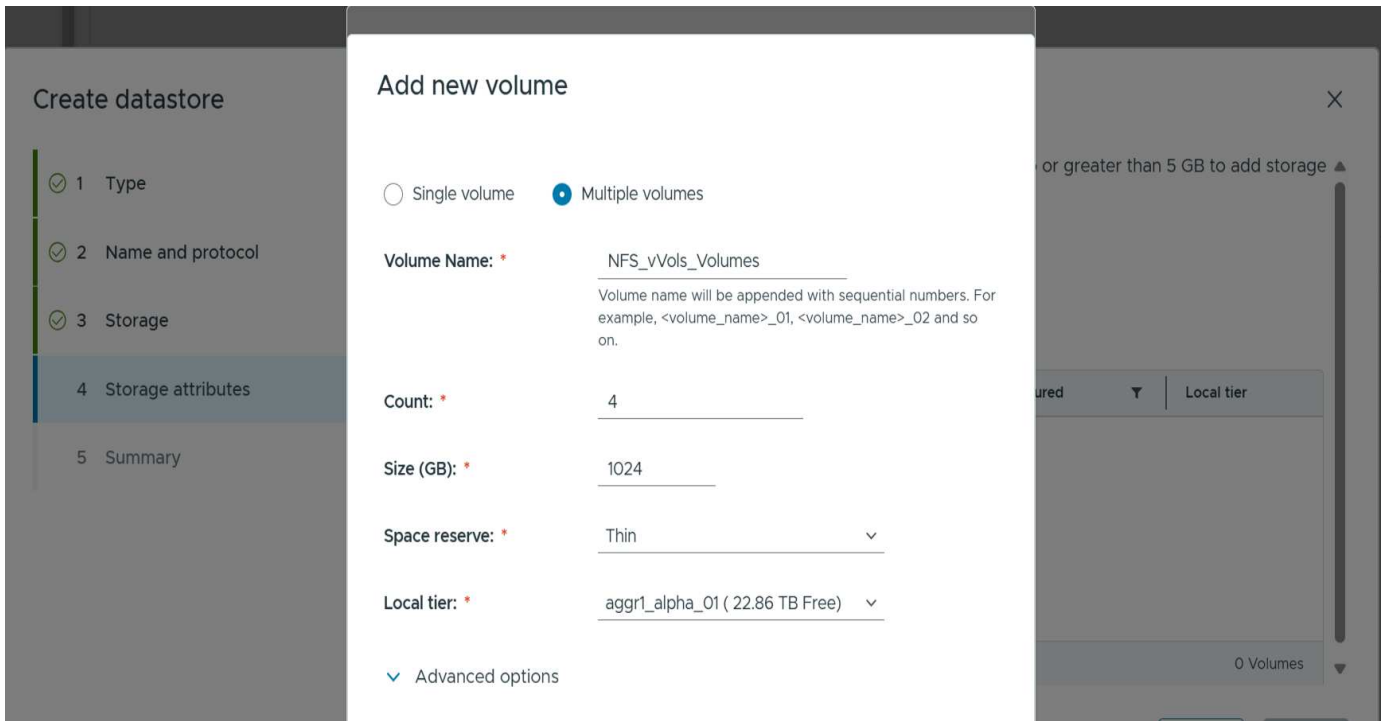 Add new volume
Create datastore
or greater than 5 GB to add storage
1 Type
Single volume
Multiple volumes
2 Name and protocol
Volume Name: *
NFS_vVols_Volumes
Volume name will be appended with sequential numbers. For
example, <volume_name>_01, <volume_name>_02 and so
on.
3 Storage
4 Storage attributes
Count: *
4
ured
Local tier
5 Summary
Size (GB): *
1024
Space reserve: *
Thin
Local tier: *
aggr1_alpha_01 ( 22.86 TB Free)
0 Volumes
Advanced options